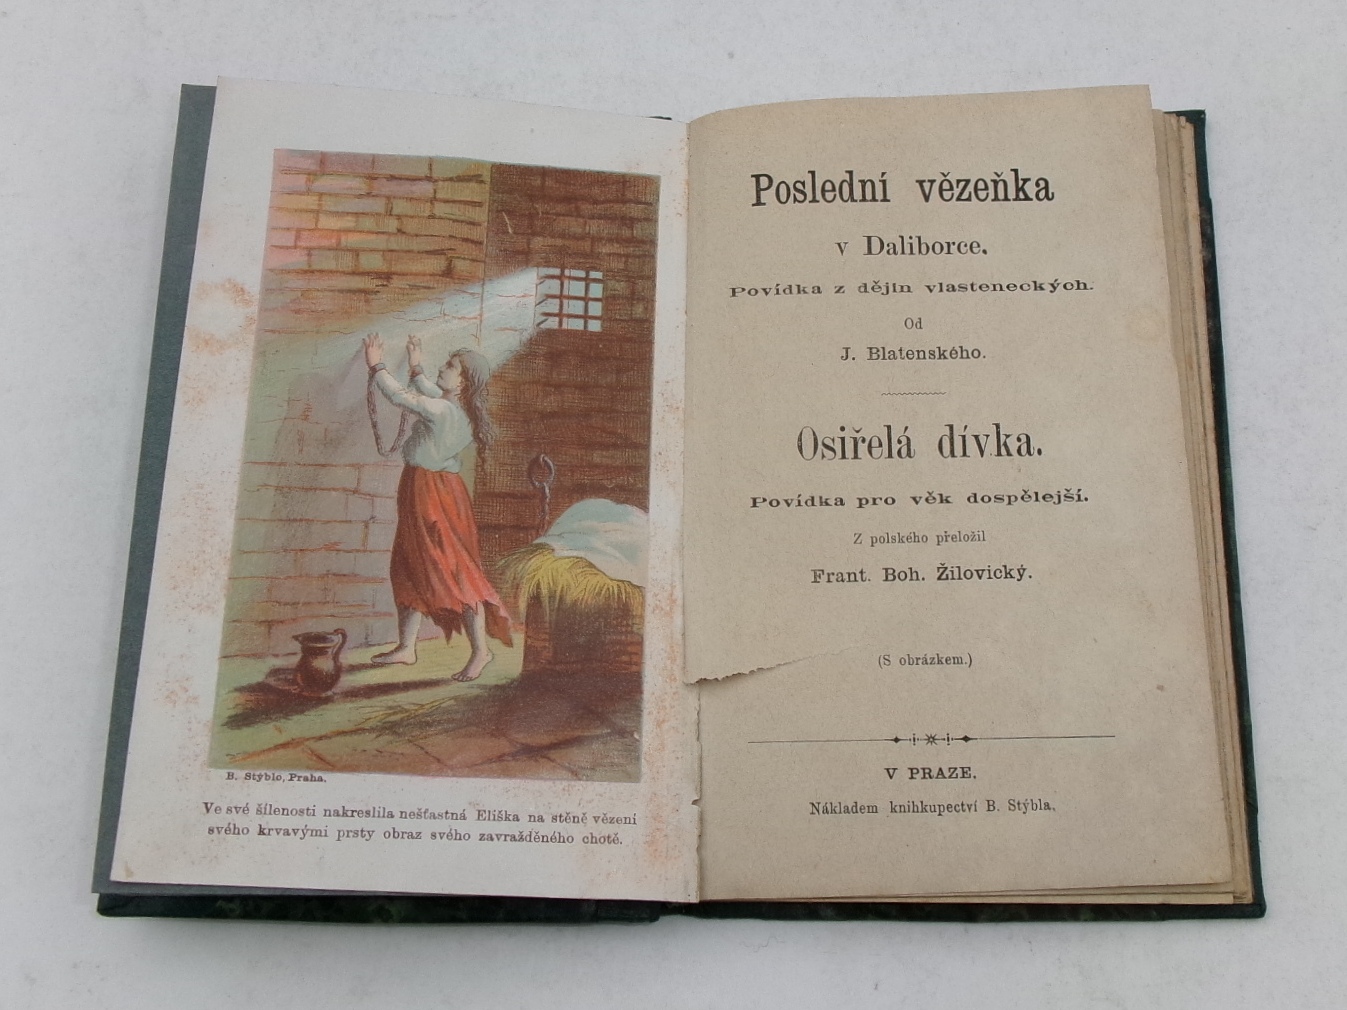 B. Stýblo, Praha.
Ve své šílenosti nakreslila nešťastná Eliška na stěně vězení
svého krvavými prsty obraz svého zavražděného chotě.
Poslední vězeňka
v Daliborce.
Povídka z dějin vlasteneckých.
Od
J. Blatenského.
Osiřelá dívka.
Povídka pro věk dospělejší.
Z polského přeložil
Frant. Boh. Žilovický.
(S obrázkem.)
V PRAZE.
Nákladem knihkupectví B. Stýbla.